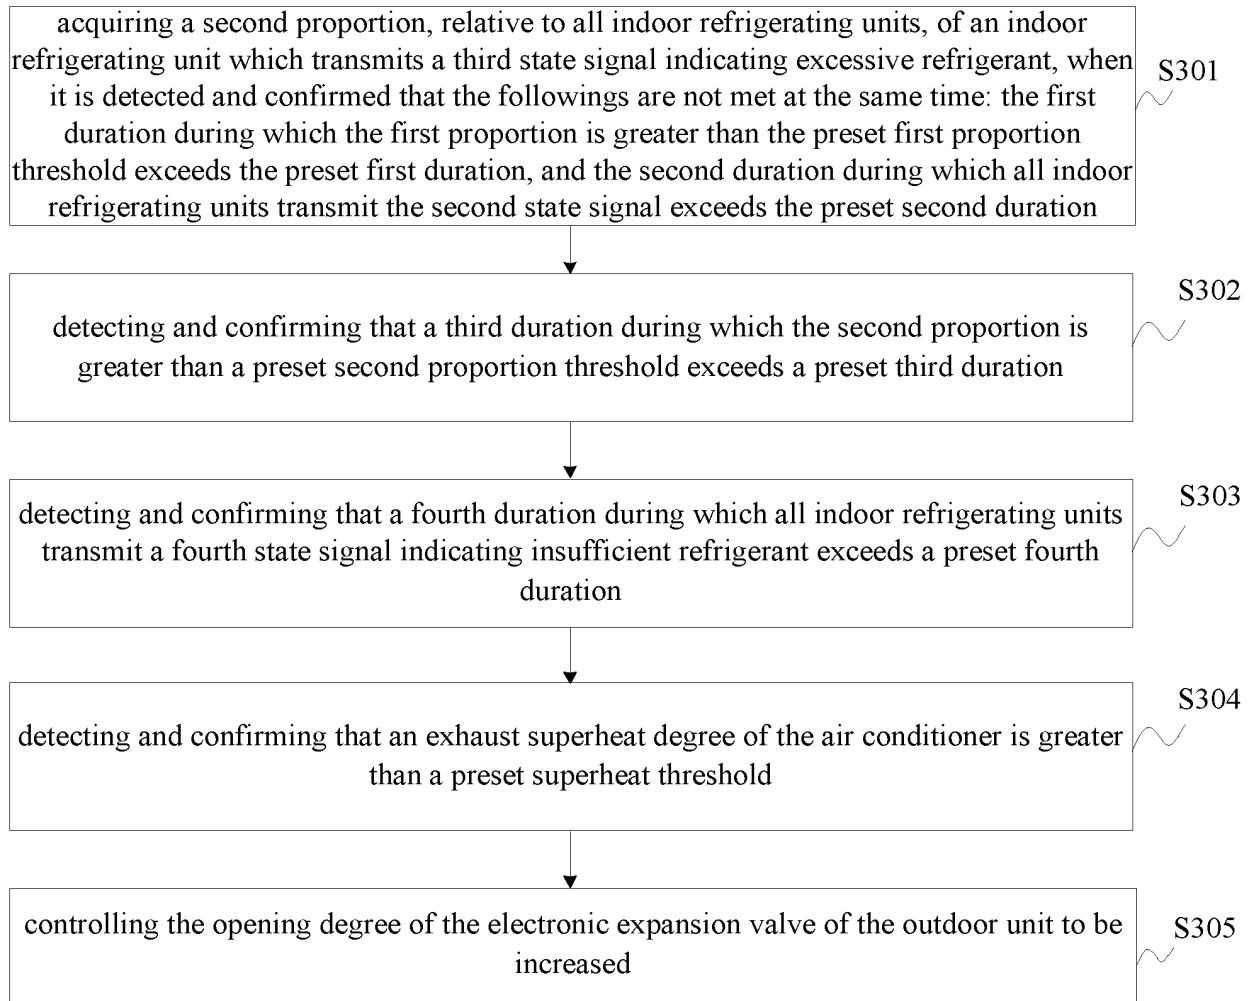 acquiring a second proportion, relative to all indoor refrigerating units, of an indoor
refrigerating unit which transmits a third state signal indicating excessive refrigerant, when
it is detected and confirmed that the followings are not met at the same time: the first
duration during which the first proportion is greater than the preset first proportion
threshold exceeds the preset first duration, and the second duration during which all indoor
refrigerating units transmit the second state signal exceeds the preset second duration
S301
S302
detecting and confirming that a third duration during which the second proportion is
greater than a preset second proportion threshold exceeds a preset third duration
S303
detecting and confirming that a fourth duration during which all indoor refrigerating units
transmit a fourth state signal indicating insufficient refrigerant exceeds a preset fourth
duration
S304
detecting and confirming that an exhaust superheat degree of the air conditioner is greater
than a preset superheat threshold
controlling the opening degree of the electronic expansion valve of the outdoor unit to be
increased
S305